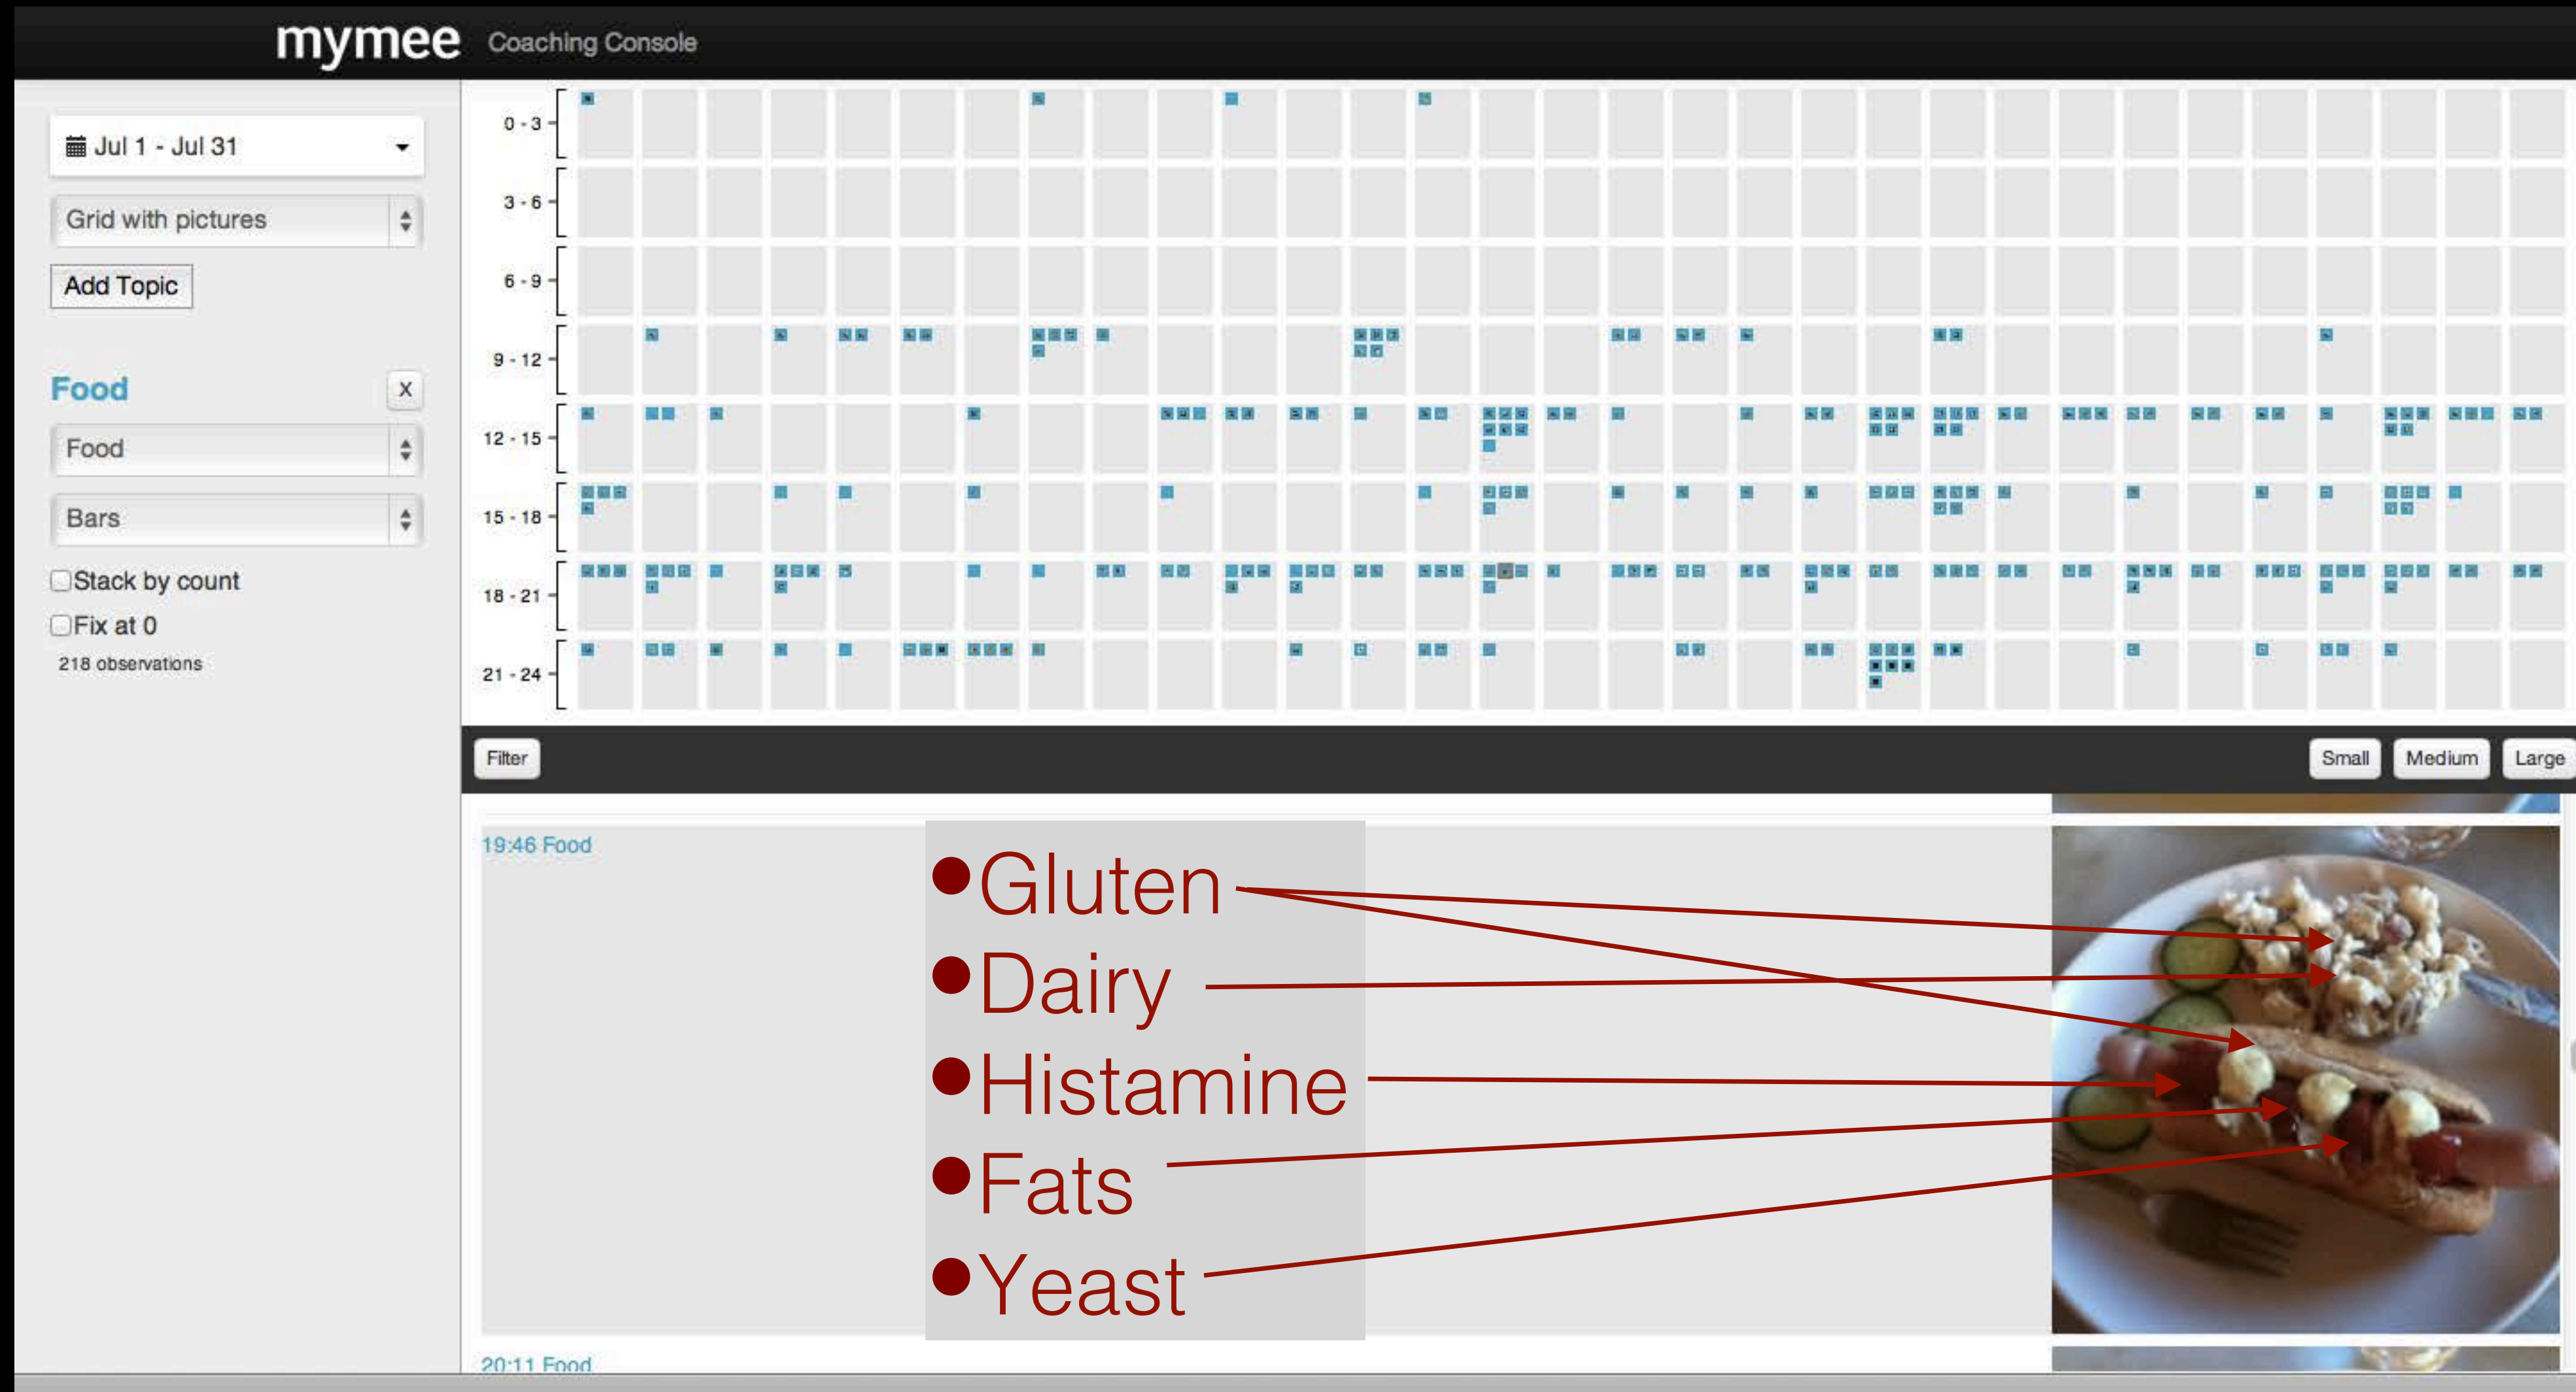 mymee Coaching Console
Jul 1 - Jul 31
Grid with pictures
Add Topic
Food
X
Food
Bars
Stack by count
Fix at 0
218 observations
0 - 3
3 - 6
6 - 9
9 - 12
12 - 15
15 - 18
18 - 21
21 - 24
Filter
Small Medium Large
19:46 Food
•Gluten
•Dairy
•Histamine
•Fats
•Yeast
20:11 Food